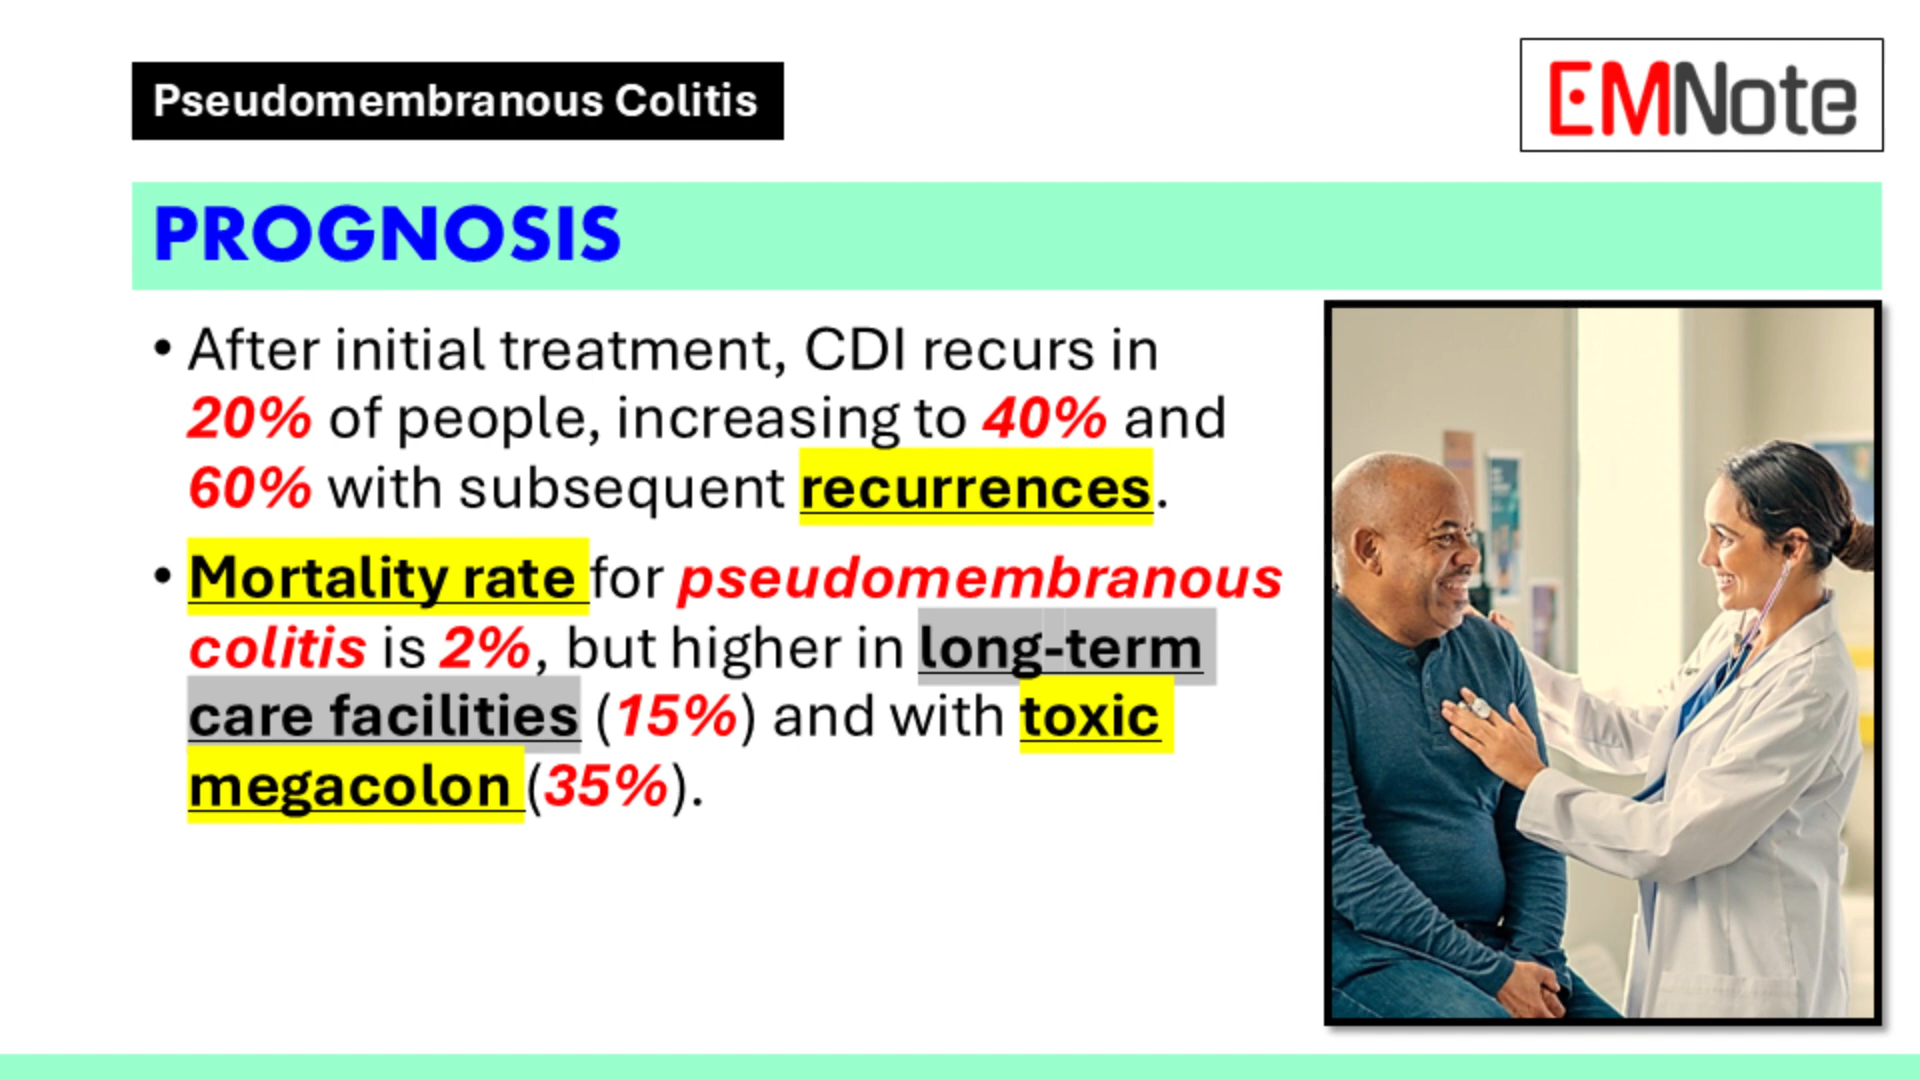 Pseudomembranous Colitis
EMNote
PROGNOSIS
• After initial treatment, CDI recurs in
20% of people, increasing to 40% and
60% with subsequent recurrences.
• Mortality rate for pseudomembranous
colitis is 2%, but higher in long-term
care facilities (15%) and with toxic
megacolon (35%).